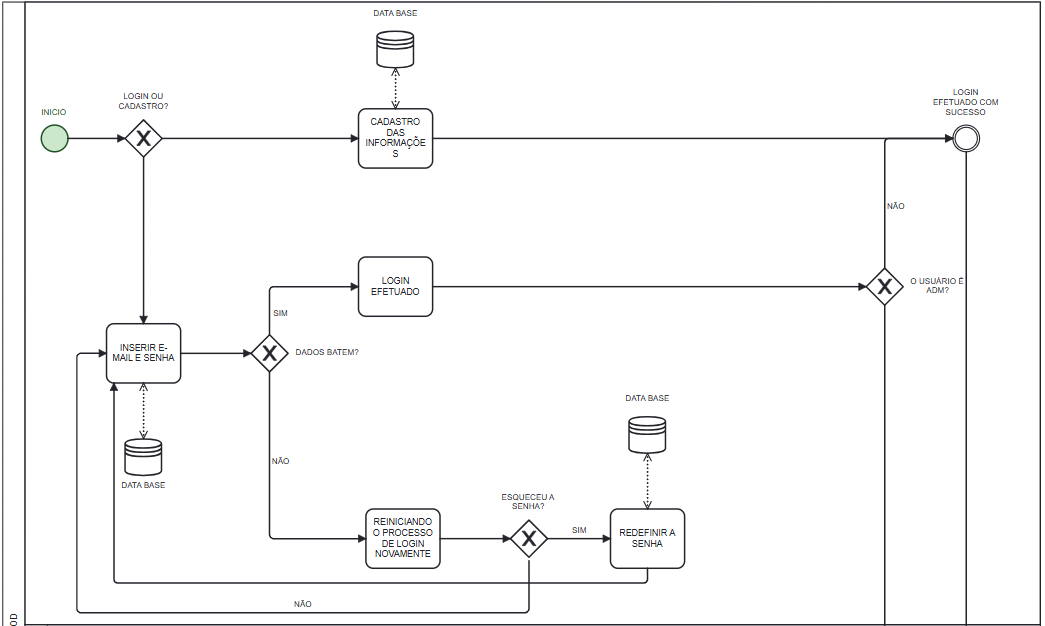 DATA BASE
LOGIN OU
CADASTRO?
INICIO
LOGIN
EFETUADO COM
SUCESSO
CADASTRO
DAS
INFORMAÇÕE
S
NÃO
LOGIN
EFETUADO
O USUÁRIO É
ADM?
SIM
INSERIR E-
MAIL E SENHA
DADOS BATEM?
DATA BASE
NÃO
DATA BASE
ESQUECEU A
SENHA?
REINICIANDO
O PROCESSO
DE LOGIN
NOVAMENTE
SIM
REDEFINIR A
SENHA
NÃO
OD